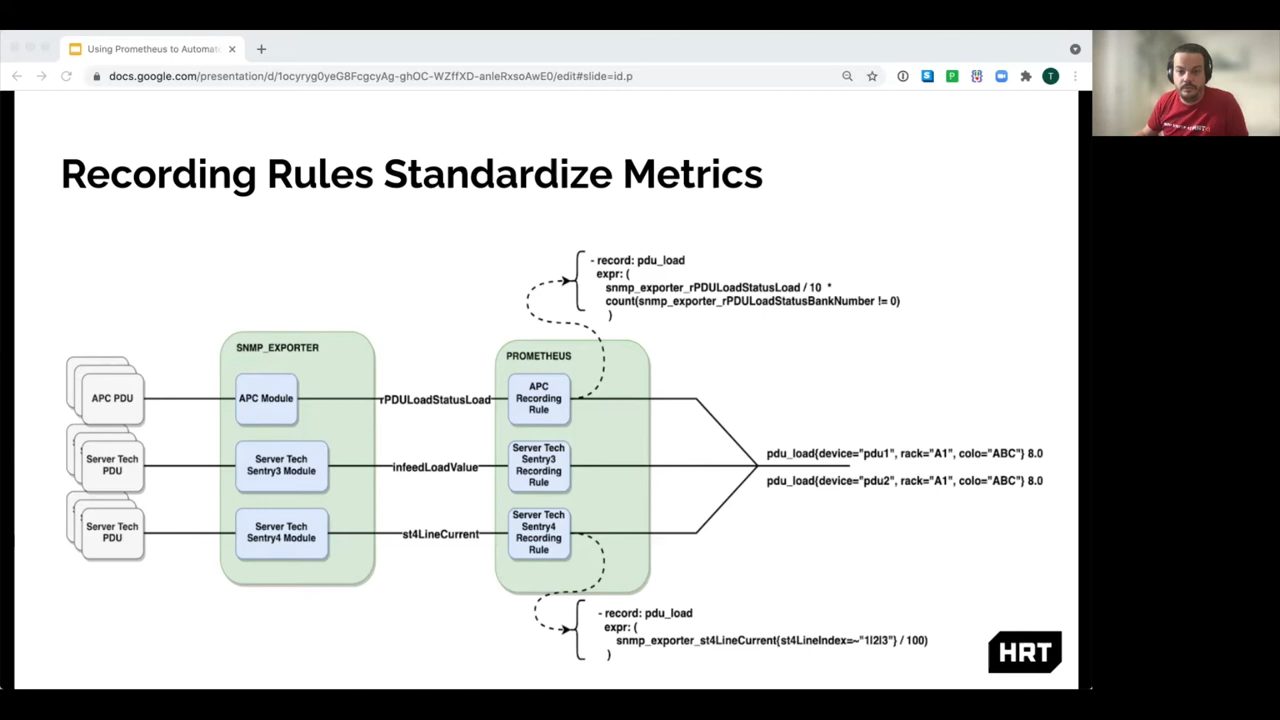 Using Prometheus to Automat
docs.google.com/presentation/d/1ocyryg0yeG8FcgcyAg-ghOC-WZffXD-anleRxsoAwE0/edit#slide=id.p
T
Recording Rules Standardize Metrics
- record: pdu_load
expr: (
snmp_exporter_rPDULoadStatusLoad / 10 *
count(snmp_exporter_rPDULoadStatusBankNumber != 0)
)
SNMP_EXPORTER
PROMETHEUS
APC PDU
APC Module
rPDULoadStatusLoad
APC
Recording
Rule
Server Tech
PDU
Server Tech
Sentry3 Module
infeedLoadValue
Server Tech
Sentry3
Recording
Rule
pdu_load{device="pdu1", rack="A1", colo="ABC"} 8.0
pdu_load{device="pdu2", rack="A1", colo="ABC"} 8.0
Server Tech
PDU
Server Tech
Sentry4 Module
st4LineCurrent
Server Tech
Sentry4
Recording
Rule
- record: pdu_load
expr: (
snmp_exporter_st4LineCurrent{st4LineIndex=~"1|2|3"} / 100)
)
HRT